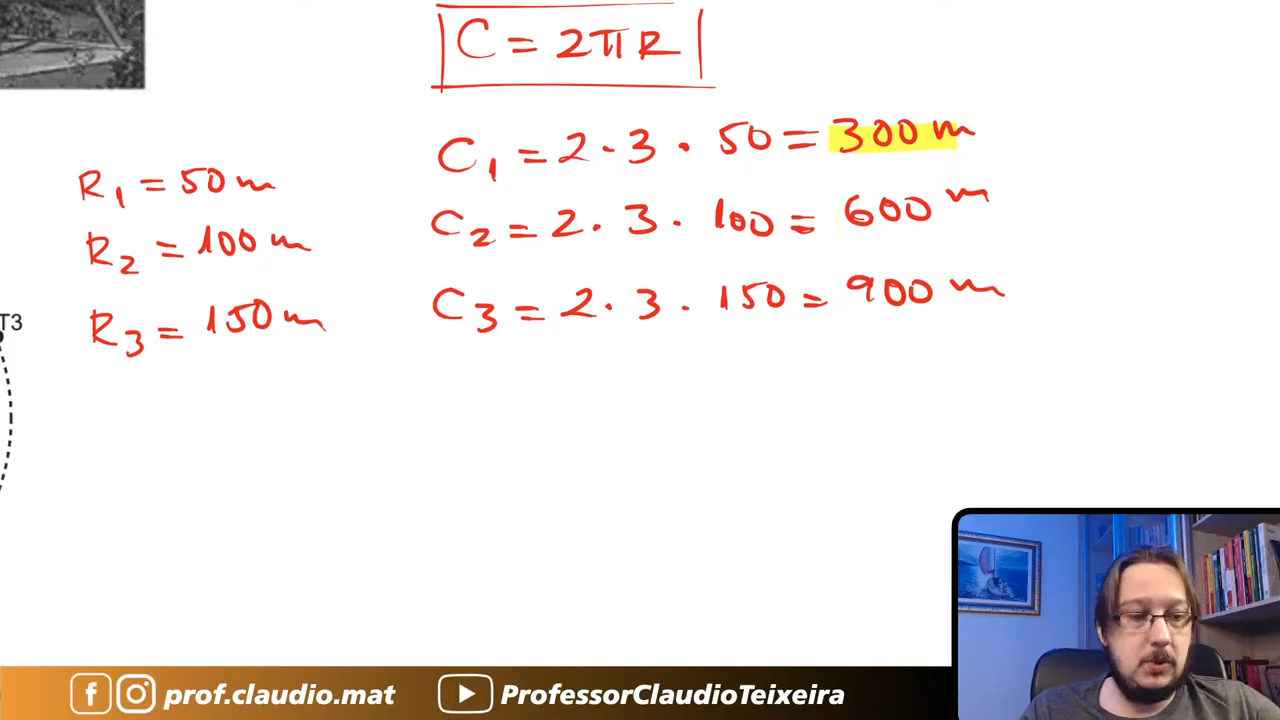 C = 2πR
C1 = 2 · 3 · 50 = 300 m
R1 = 50 m
C2 = 2 · 3 · 100 = 600 m
R2 = 100 m
C3 = 2 · 3 · 150 = 900 m
R3 = 150 m
T3
prof.claudio.mat
ProfessorClaudioTeixeira